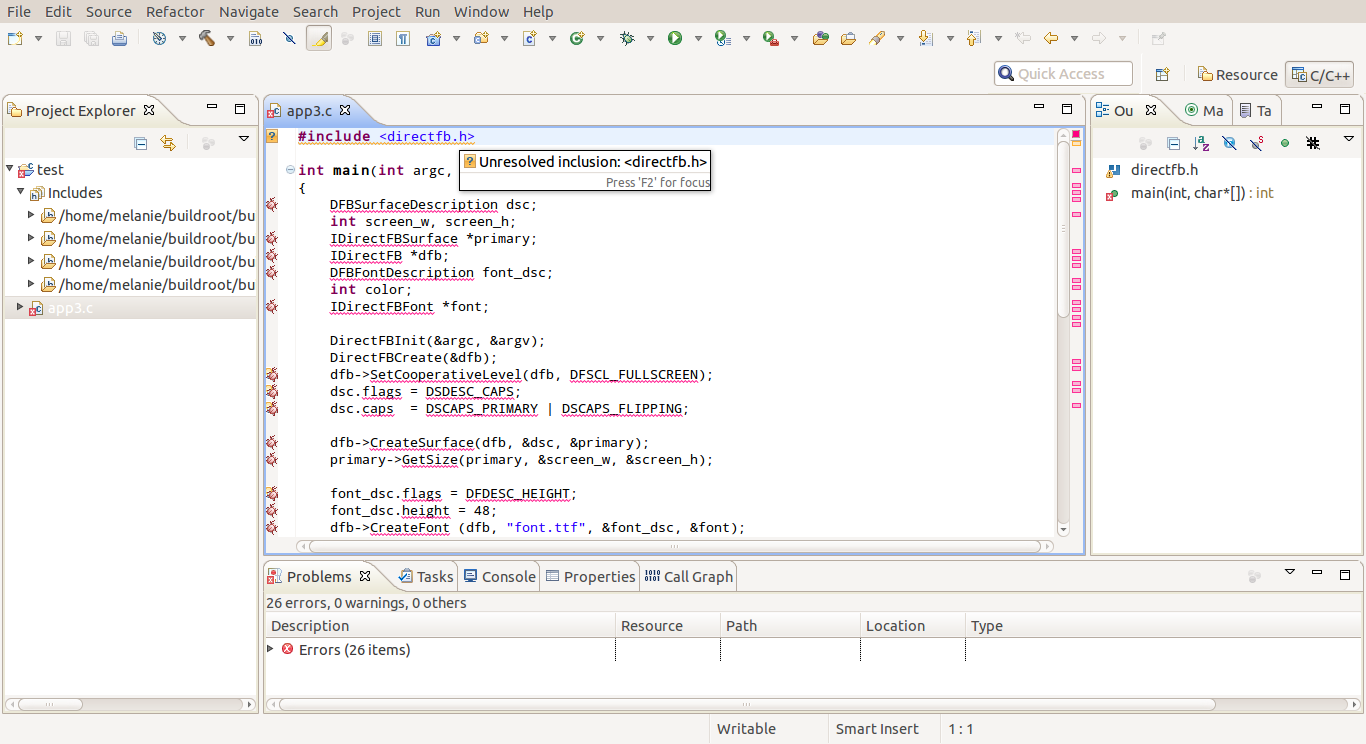 File Edit Source Refactor Navigate Search Project Run Window Help
Quick Access
Resource C/C++
Project Explorer
test
Includes
/home/melanie/buildroot/bu
/home/melanie/buildroot/bu
/home/melanie/buildroot/bu
/home/melanie/buildroot/bu
app3.c
app3.c
#include <directfb.h>
Unresolved inclusion: <directfb.h>
Press 'F2' for focus
int main(int argc,
{
DFBSurfaceDescription dsc;
int screen_w, screen_h;
IDirectFBSurface *primary;
IDirectFB *dfb;
DFBFontDescription font_dsc;
int color;
IDirectFBFont *font;
DirectFBInit(&argc, &argv);
DirectFBCreate(&dfb);
dfb->SetCooperativeLevel(dfb, DFSCL_FULLSCREEN);
dsc.flags = DSDESC_CAPS;
dsc.caps  = DSCAPS_PRIMARY | DSCAPS_FLIPPING;
dfb->CreateSurface(dfb, &dsc, &primary);
primary->GetSize(primary, &screen_w, &screen_h);
font_dsc.flags = DFDESC_HEIGHT;
font_dsc.height = 48;
dfb->CreateFont (dfb, "font.ttf", &font_dsc, &font);
Ou Ma Ta
directfb.h
main(int, char*[]) : int
Problems Tasks Console Properties Call Graph
26 errors, 0 warnings, 0 others
Description Resource Path Location Type
Errors (26 items)
Writable Smart Insert 1 : 1